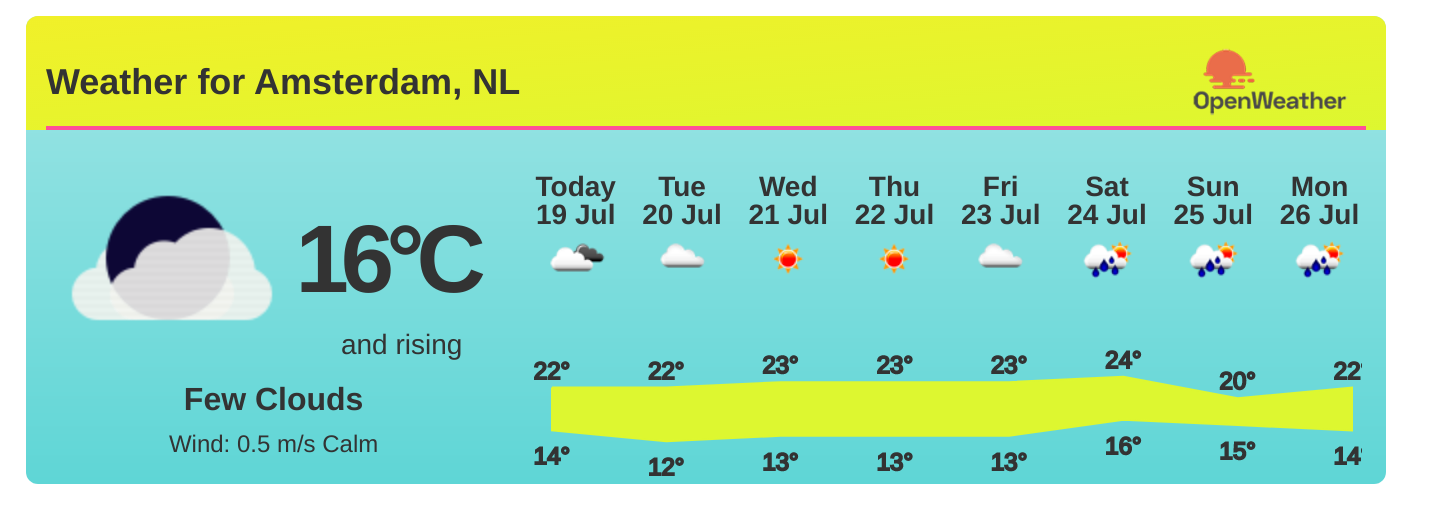 Weather for Amsterdam, NL
OpenWeather
16°C
and rising
Few Clouds
Wind: 0.5 m/s Calm
Today Tue Wed Thu Fri Sat Sun Mon
19 Jul 20 Jul 21 Jul 22 Jul 23 Jul 24 Jul 25 Jul 26 Jul
22° 22° 23° 23° 23° 24° 20° 22°
14° 12° 13° 13° 13° 16° 15° 14°